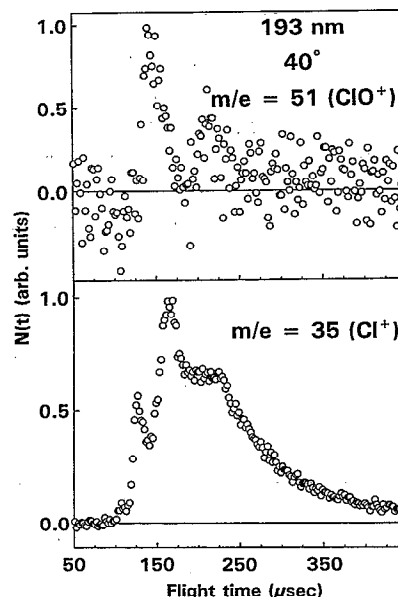 193 nm
40°
m/e = 51 (ClO⁺)
1.0
0.5
0.0
N(t) (arb. units)
m/e = 35 (Cl⁺)
1.0
0.5
0.0
50 150 250 350
Flight time (μsec)